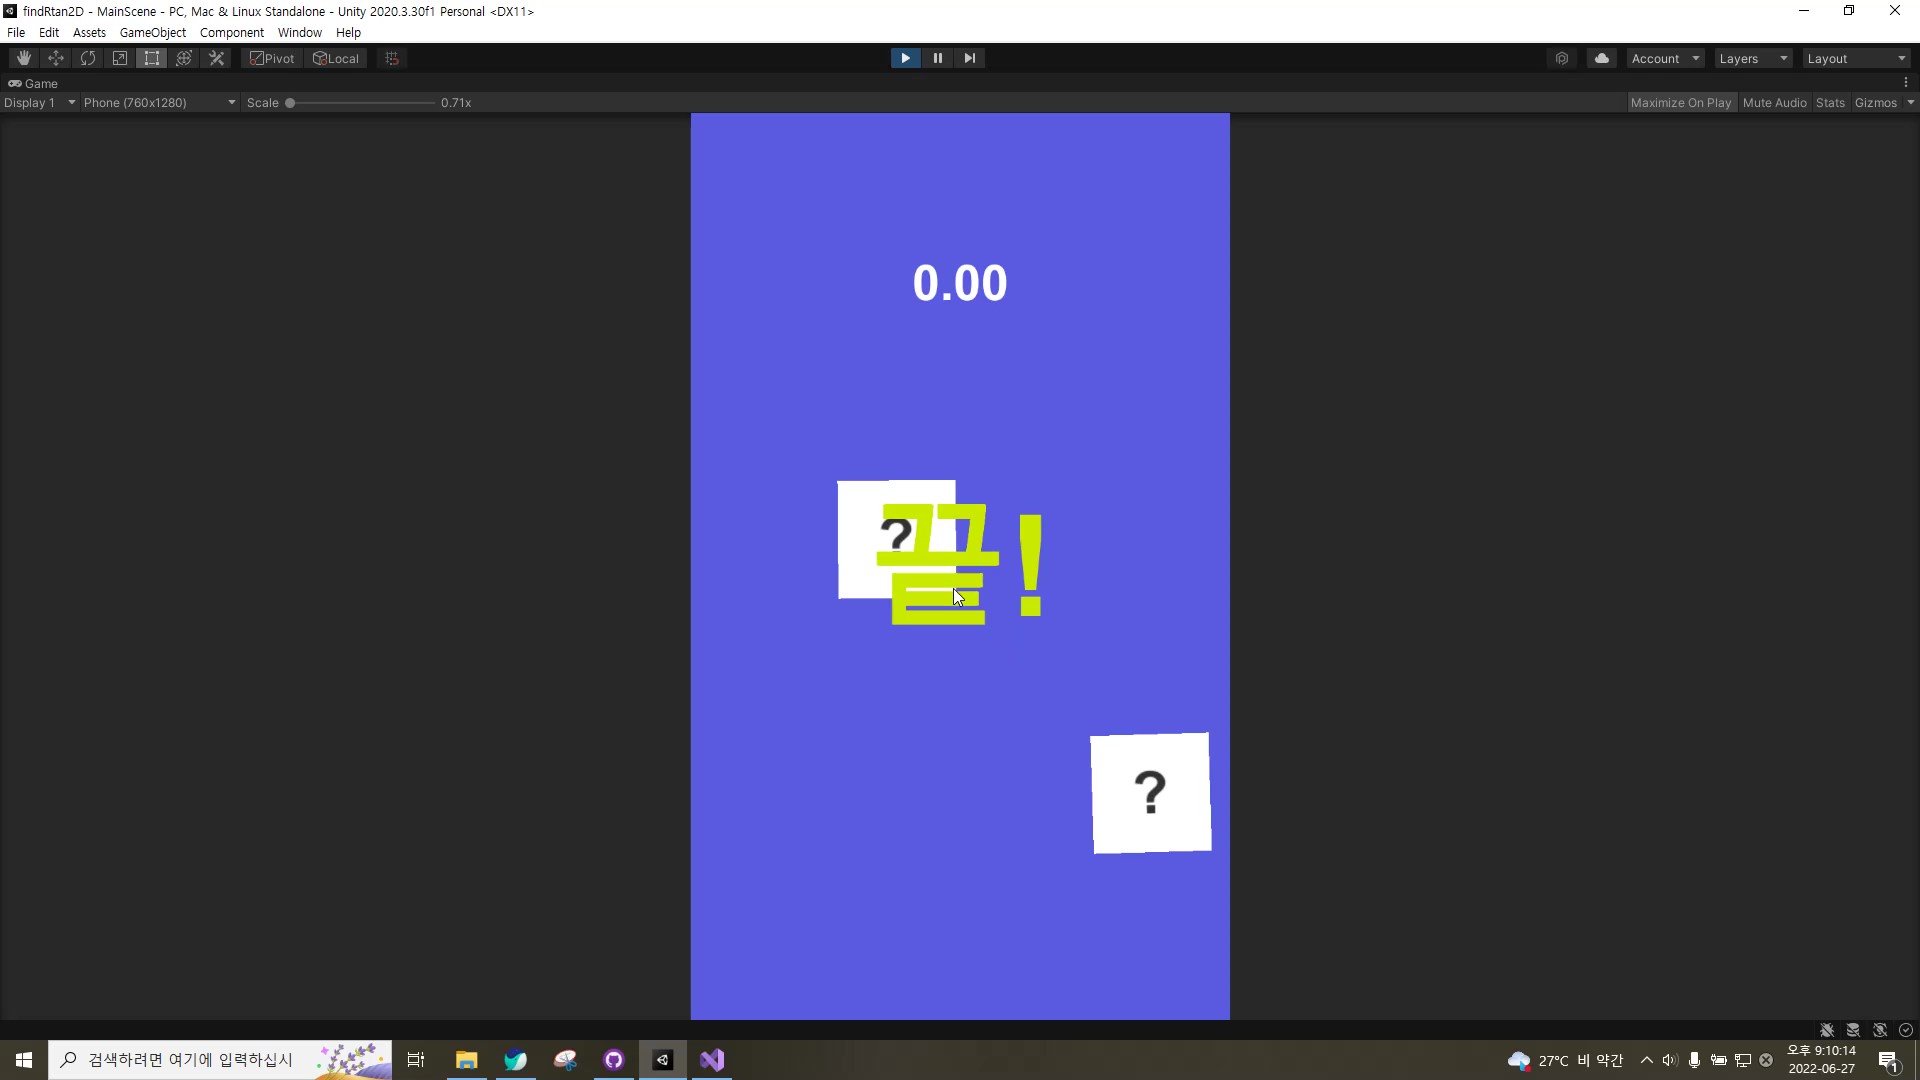 findRtan2D - MainScene - PC, Mac & Linux Standalone - Unity 2020.3.30f1 Personal <DX11>
File Edit Assets GameObject Component Window Help
Pivot Local Account Layers Layout
Game
Display 1 Phone (760x1280) Scale 0.71x Maximize On Play Mute Audio Stats Gizmos
0.00
?
끝!
?
검색하려면 여기에 입력하십시
27°C 비 약간
오후 9:10:14
2022-06-27
1